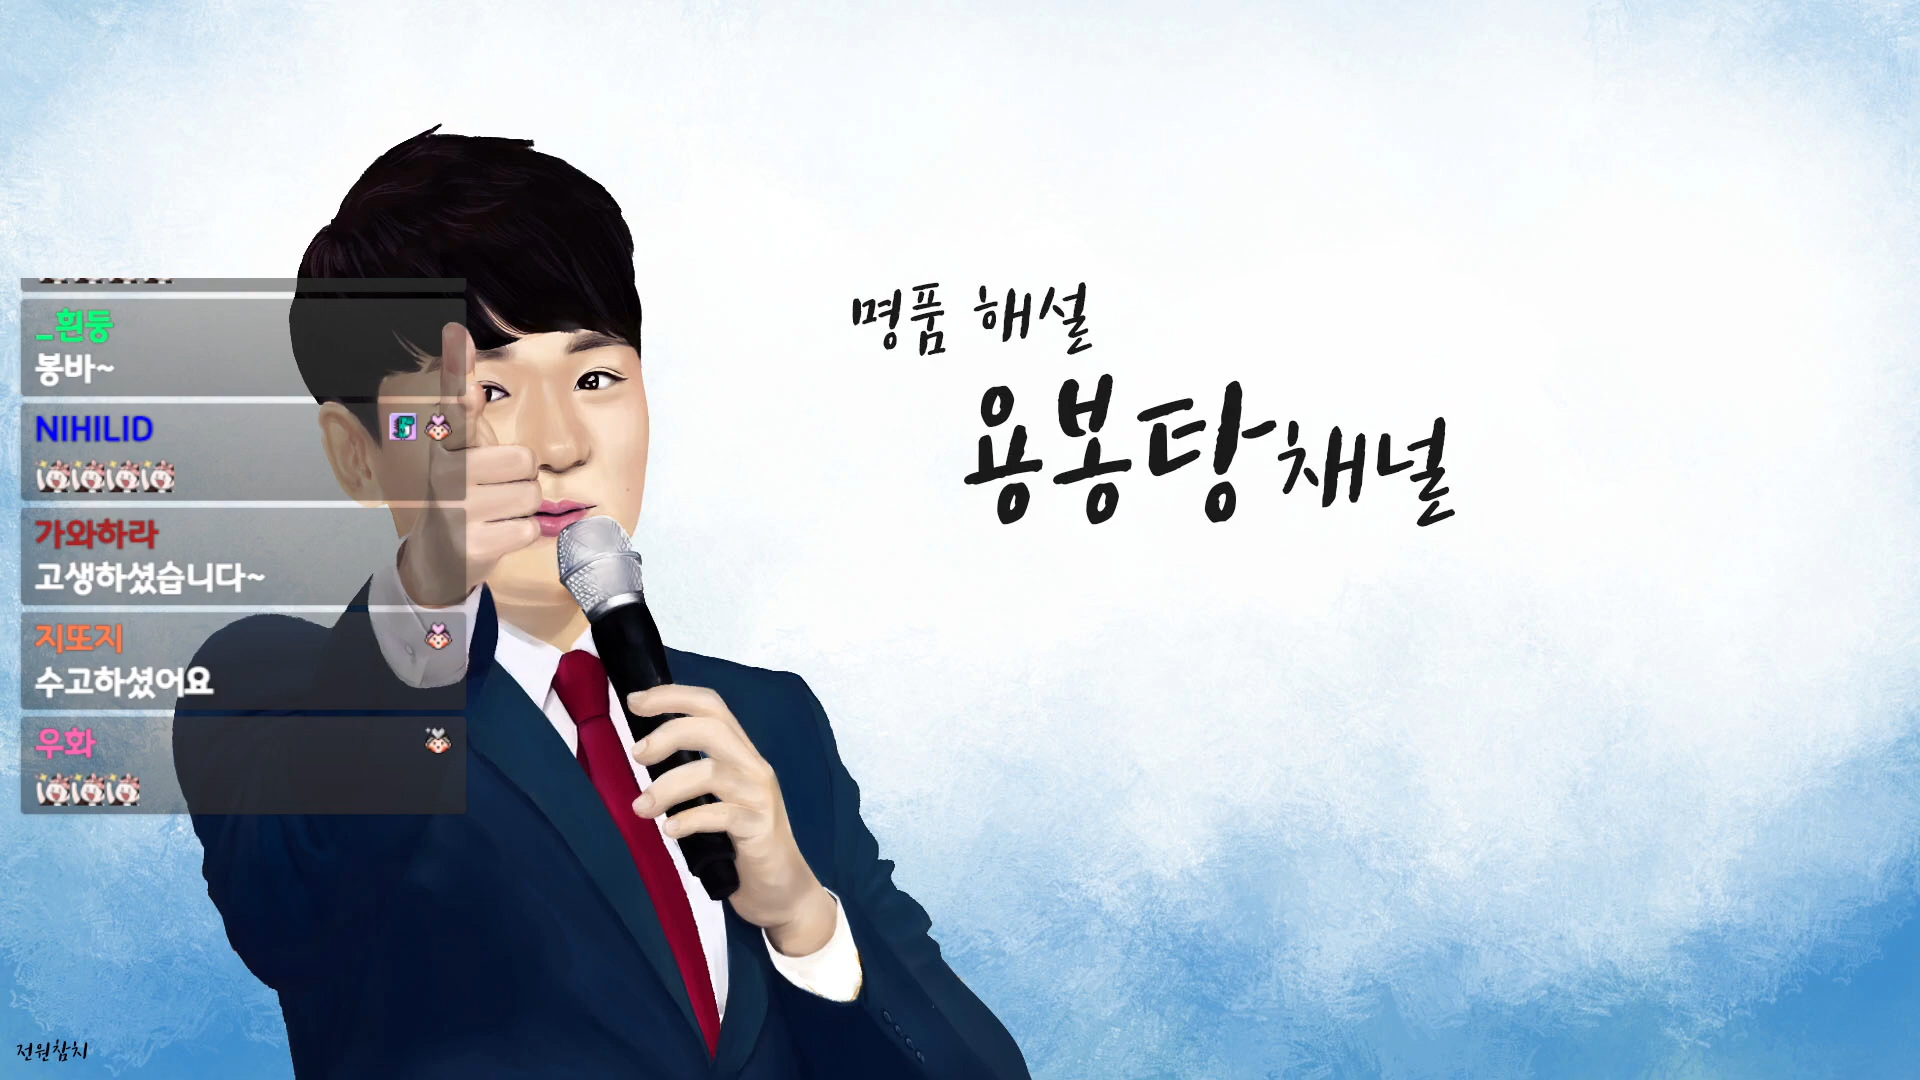 명품 해설
용봉탕채널
_흰둥
봉바~
NIHILID
가와하라
고생하셨습니다~
지또지
수고하셨어요
우화
전원참치